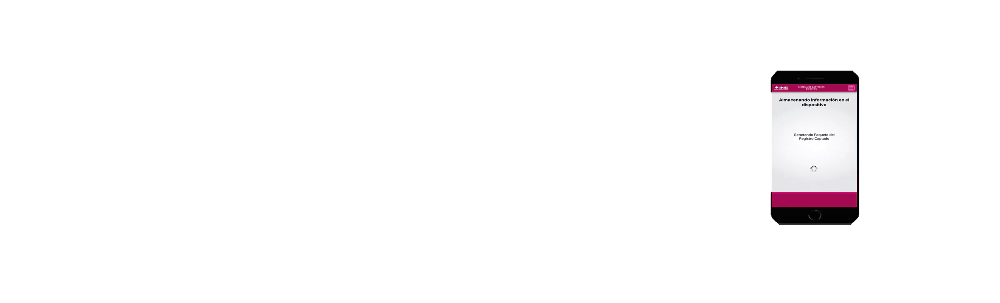 INE
SISTEMA DE CAPTACIÓN
DE DATOS
Almacenando información en el
dispositivo
Generando Paquete del
Registro Captado